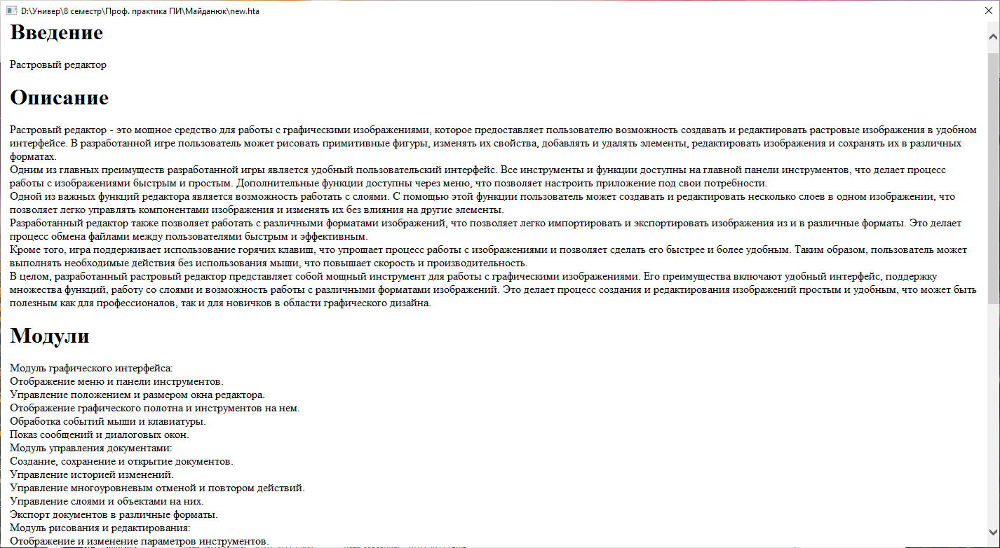 D:\Универ\8 семестр\Проф. практика ПИ\Майданюк\new.hta
Введение
Растровый редактор
Описание
Растровый редактор - это мощное средство для работы с графическими изображениями, которое предоставляет пользователю возможность создавать и редактировать растровые изображения в удобном
интерфейсе. В разработанной игре пользователь может рисовать примитивные фигуры, изменять их свойства, добавлять и удалять элементы, редактировать изображения и сохранять их в различных
форматах.
Одним из главных преимуществ разработанной игры является удобный пользовательский интерфейс. Все инструменты и функции доступны на главной панели инструментов, что делает процесс
работы с изображениями быстрым и простым. Дополнительные функции доступны через меню, что позволяет настроить приложение под свои потребности.
Одной из важных функций редактора является возможность работать с слоями. С помощью этой функции пользователь может создавать и редактировать несколько слоев в одном изображении, что
позволяет легко управлять компонентами изображения и изменять их без влияния на другие элементы.
Разработанный редактор также позволяет работать с различными форматами изображений, что позволяет легко импортировать и экспортировать изображения из и в различные форматы. Это делает
процесс обмена файлами между пользователями быстрым и эффективным.
Кроме того, игра поддерживает использование горячих клавиш, что упрощает процесс работы с изображениями и позволяет сделать его быстрее и более удобным. Таким образом, пользователь может
выполнять необходимые действия без использования мыши, что повышает скорость и производительность.
В целом, разработанный растровый редактор представляет собой мощный инструмент для работы с графическими изображениями. Его преимущества включают удобный интерфейс, поддержку
множества функций, работу со слоями и возможность работы с различными форматами изображений. Это делает процесс создания и редактирования изображений простым и удобным, что может быть
полезным как для профессионалов, так и для новичков в области графического дизайна.
Модули
Модуль графического интерфейса:
Отображение меню и панели инструментов.
Управление положением и размером окна редактора.
Отображение графического полотна и инструментов на нем.
Обработка событий мыши и клавиатуры.
Показ сообщений и диалоговых окон.
Модуль управления документами:
Создание, сохранение и открытие документов.
Управление историей изменений.
Управление многоуровневым отменой и повтором действий.
Управление слоями и объектами на них.
Экспорт документов в различные форматы.
Модуль рисования и редактирования:
Отображение и изменение параметров инструментов.